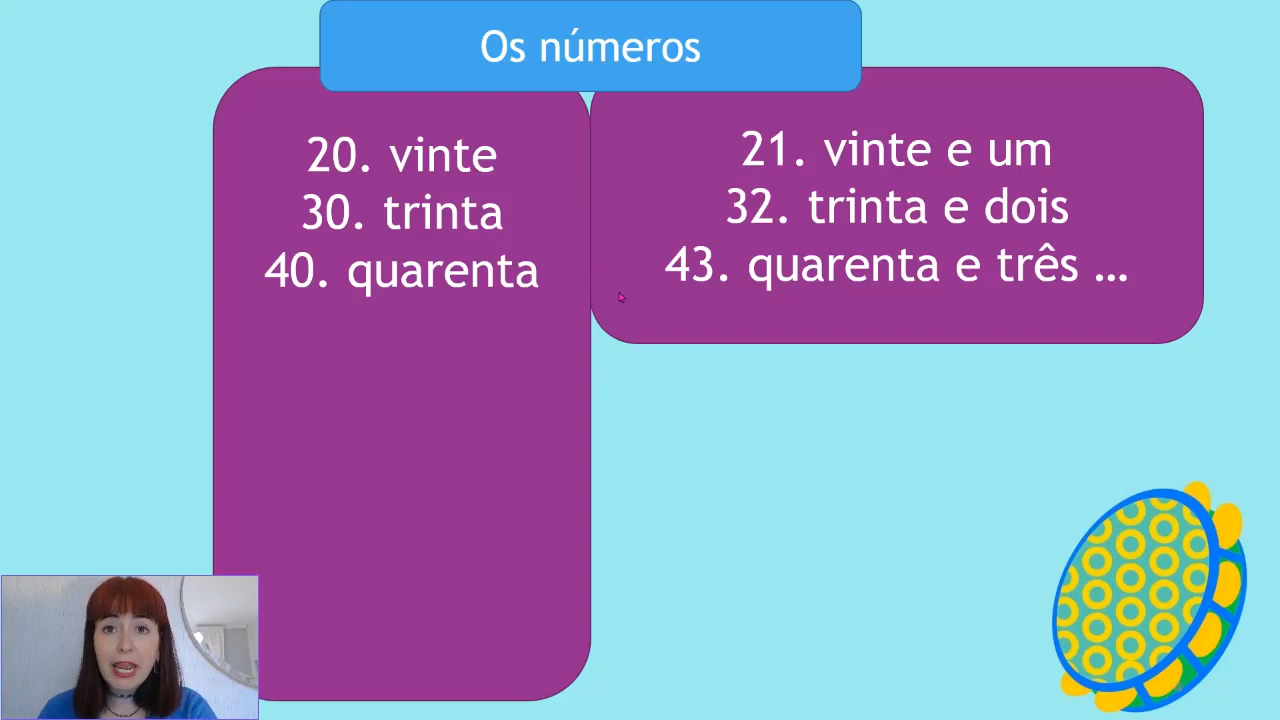 Os números
20. vinte
30. trinta
40. quarenta
21. vinte e um
32. trinta e dois
43. quarenta e três ...